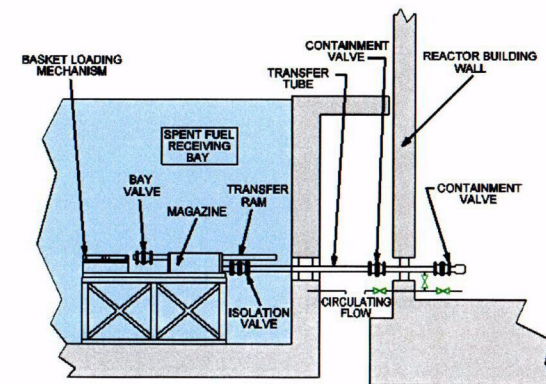 CONTAINMENT
VALVE
TRANSFER
TUBE
REACTOR BUILDING
WALL
BASKET LOADING
MECHANISM
SPENT FUEL
RECEIVING
BAY
BAY
VALVE
MAGAZINE
TRANSFER
RAM
CONTAINMENT
VALVE
ISOLATION
VALVE
CIRCULATING
FLOW